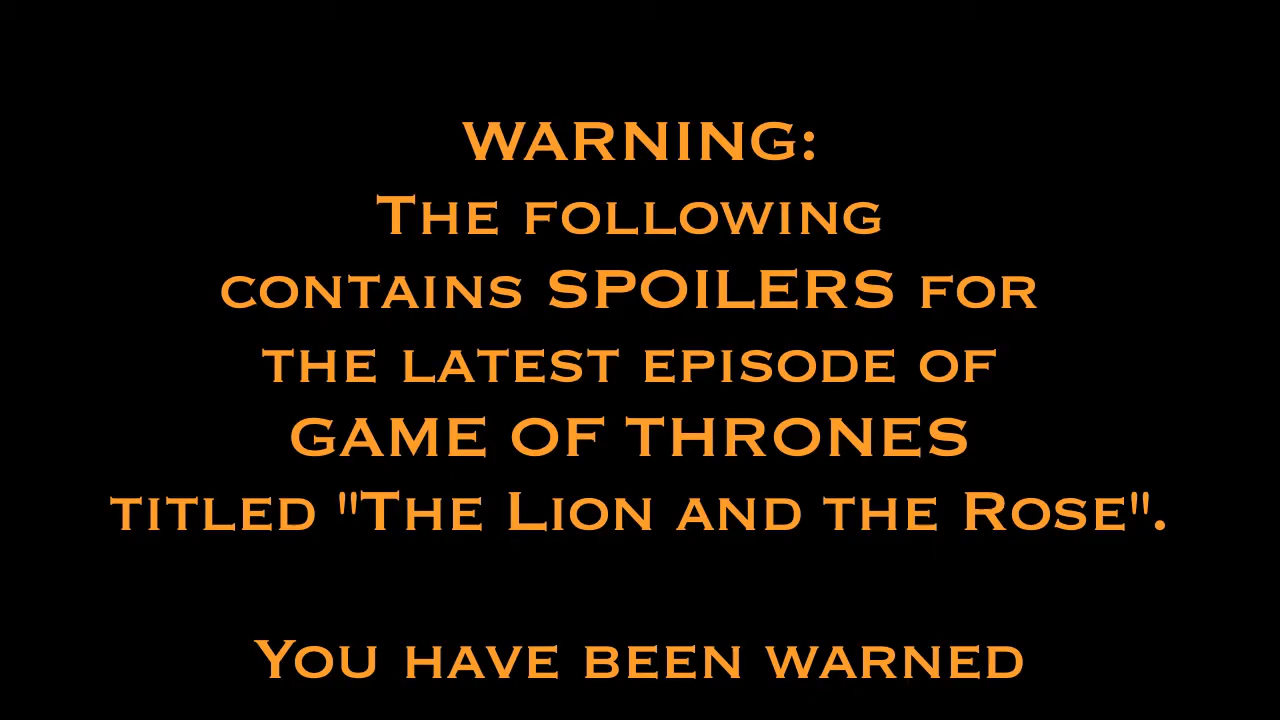 WARNING:
The following
contains SPOILERS for
the latest episode of
GAME OF THRONES
titled "The Lion and the Rose".
You have been warned